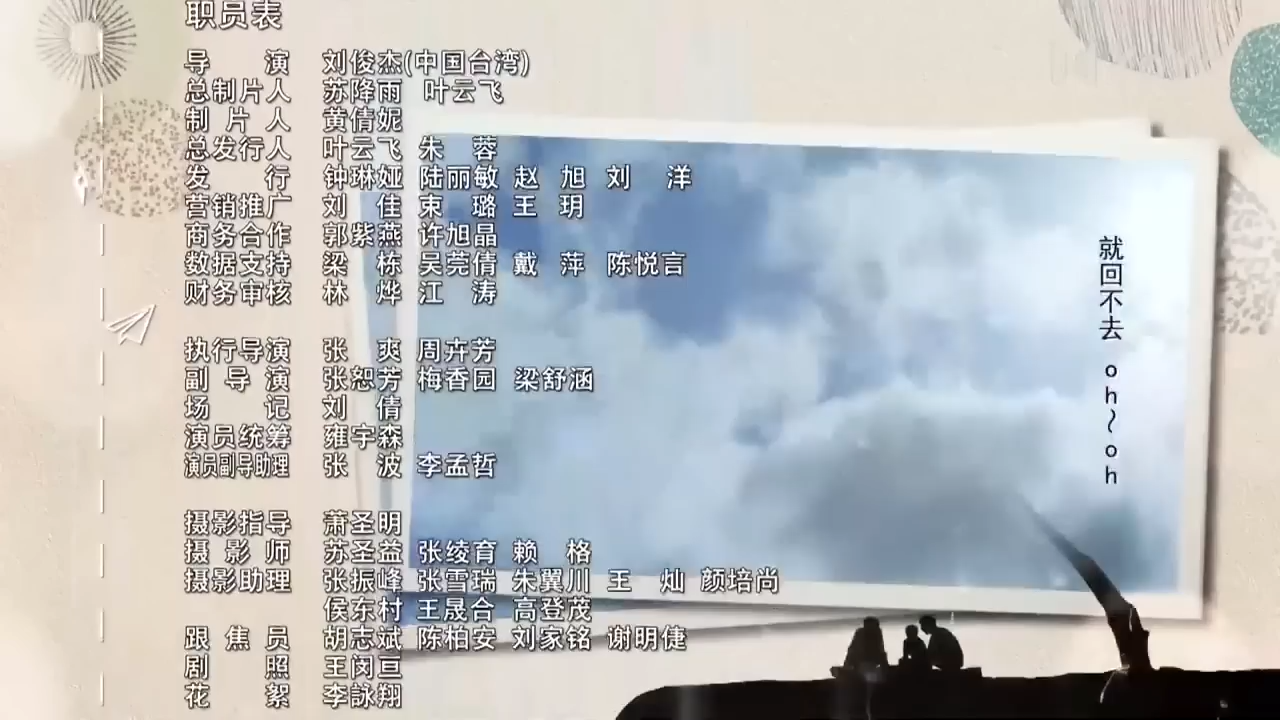 职员表
导 演 刘俊杰(中国台湾)
总制片人 苏降雨 叶云飞
制片人 黄倩妮
总发行人 叶云飞 朱 蓉
发 行 钟琳娅 陆丽敏 赵 旭 刘 洋
营销推广 刘 佳 束 璐 王 玥
商务合作 郭紫燕 许旭晶
数据支持 梁 栋 吴莞倩 戴 萍 陈悦言
财务审核 林 烨 江 涛
执行导演 张 爽 周卉芳
副导演 张恕芳 梅香园 梁舒涵
场 记 刘 倩
演员统筹 雍宇森
演员副导助理 张 波 李孟哲
摄影指导 萧圣明
摄影师 苏圣益 张绫育 赖 格
摄影助理 张振峰 张雪瑞 朱翼川 王 灿 颜培尚
侯东村 王晟合 高登茂
跟焦员 胡志斌 陈柏安 刘家铭 谢明倢
剧 照 王闵亘
花 絮 李詠翔
就回不去 oh~oh